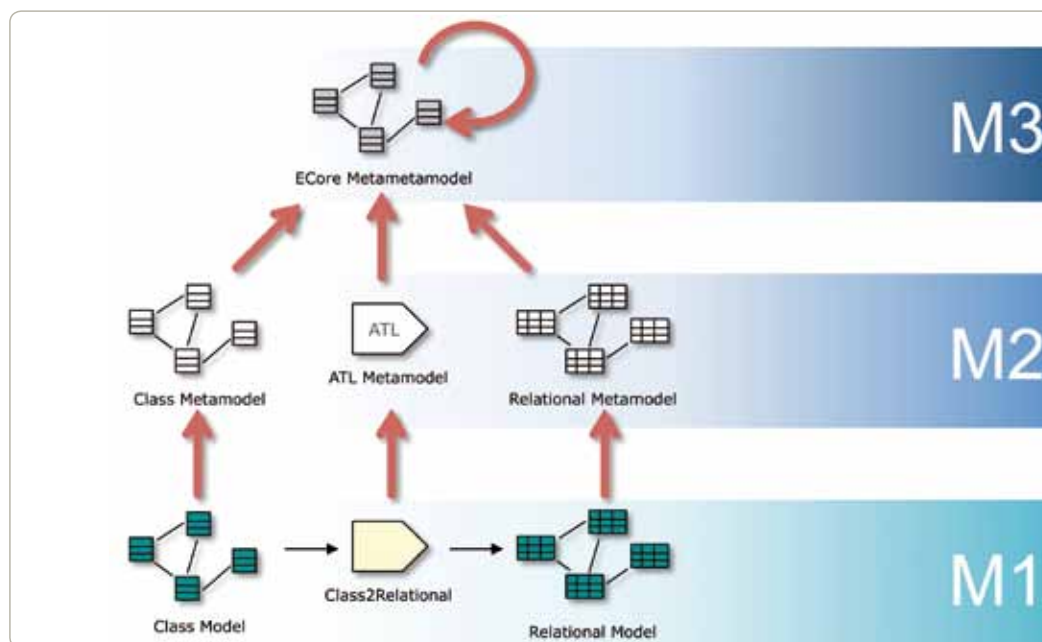 M3
ECore Metametamodel
ATL
M2
ATL Metamodel
Class Metamodel
Relational Metamodel
M1
Class2Relational
Class Model
Relational Model